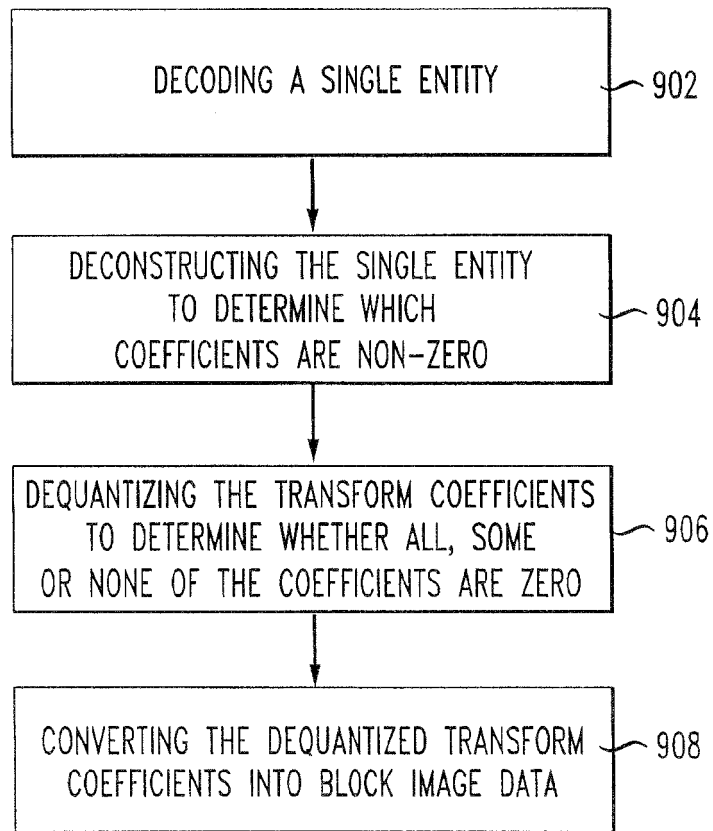 DECODING A SINGLE ENTITY
902
DECONSTRUCTING THE SINGLE ENTITY
TO DETERMINE WHICH
COEFFICIENTS ARE NON-ZERO
904
DEQUANTIZING THE TRANSFORM COEFFICIENTS
TO DETERMINE WHETHER ALL, SOME
OR NONE OF THE COEFFICIENTS ARE ZERO
906
CONVERTING THE DEQUANTIZED TRANSFORM
COEFFICIENTS INTO BLOCK IMAGE DATA
908